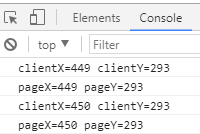 Elements Console
top Filter
clientX=449 clientY=293
pageX=449 pageY=293
clientX=450 clientY=293
pageX=450 pageY=293